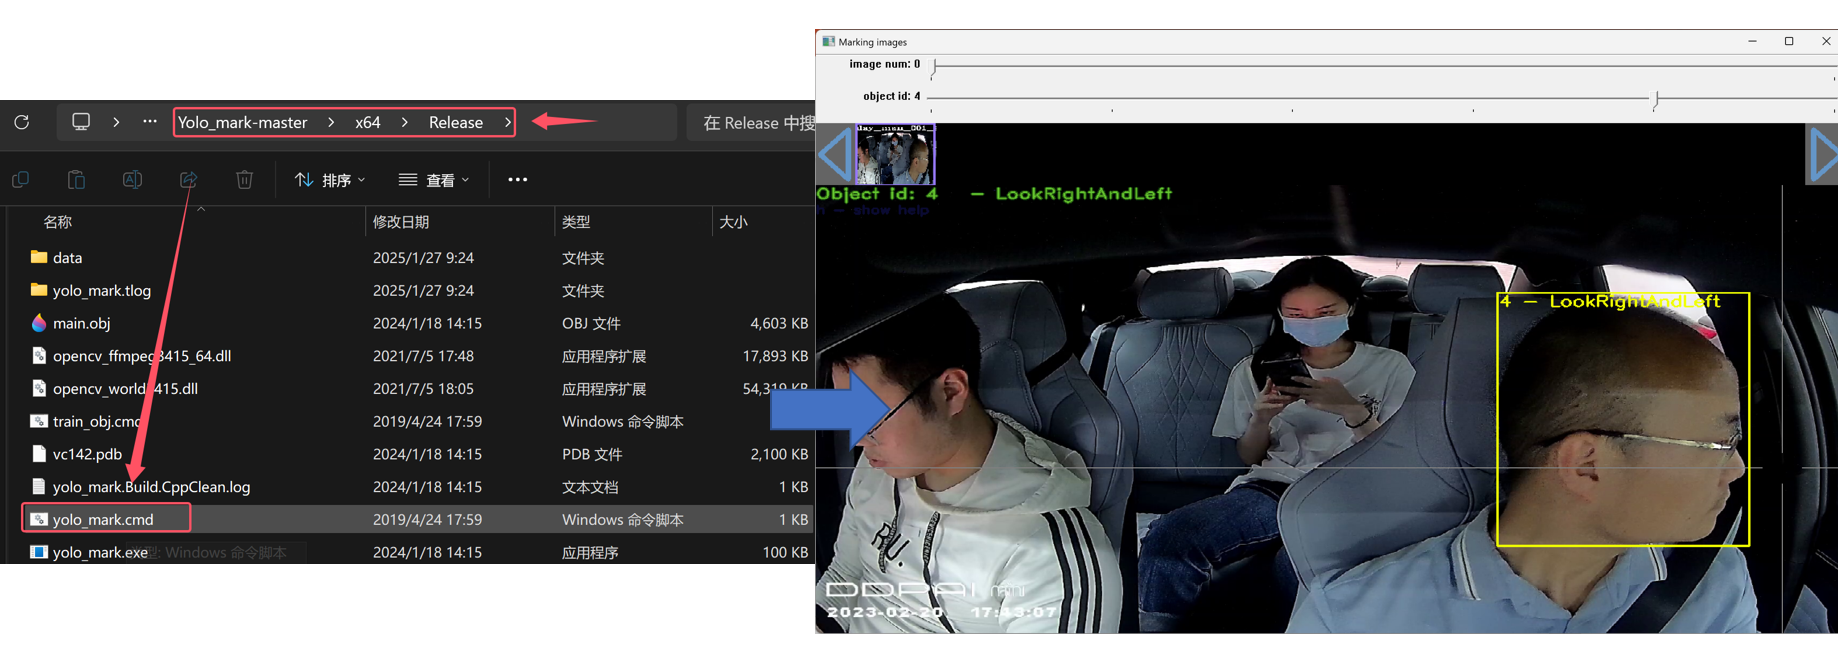 Yolo_mark-master > x64 > Release >
在 Release 中搜
排序
查看
名称 修改日期 类型 大小
data 2025/1/27 9:24 文件夹
yolo_mark.tlog 2025/1/27 9:24 文件夹
main.obj 2024/1/18 14:15 OBJ 文件 4,603 KB
opencv_ffmpeg3415_64.dll 2021/7/5 17:48 应用程序扩展 17,893 KB
opencv_world3415.dll 2021/7/5 18:05 应用程序扩展 54,319 KB
train_obj.cmd 2019/4/24 17:59 Windows 命令脚本
vc142.pdb 2024/1/18 14:15 PDB 文件 2,100 KB
yolo_mark.Build.CppClean.log 2024/1/18 14:15 文本文档 1 KB
yolo_mark.cmd 2019/4/24 17:59 Windows 命令脚本 1 KB
yolo_mark.exe 2024/1/18 14:15 应用程序 100 KB
类型: Windows 命令脚本
Marking images
image num: 0
object id: 4
Object id: 4 - LookRightAndLeft
h - show help
4 - LookRightAndLeft
RU.
DDPAI mini
2023-02-20 17:43:07